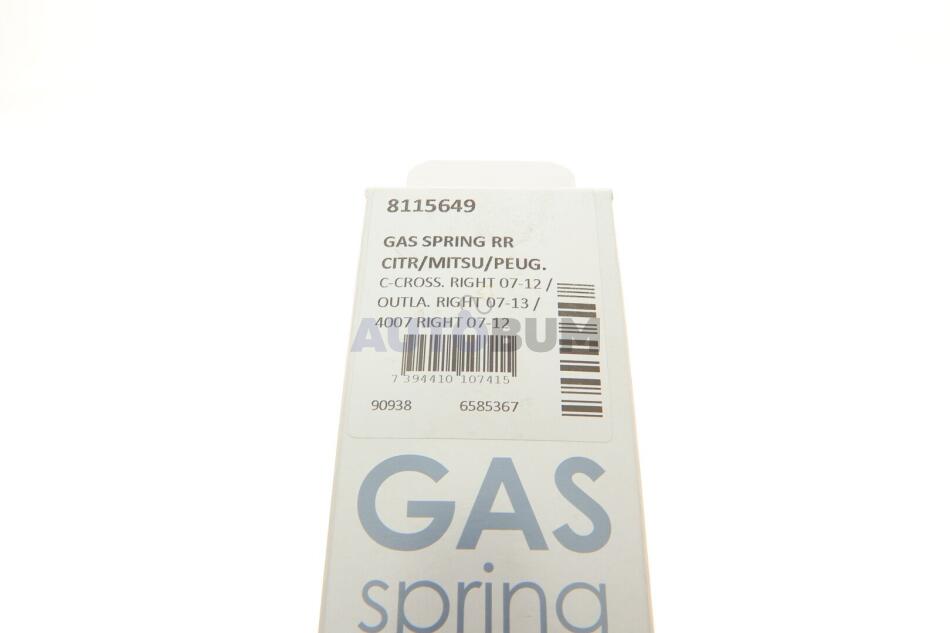 8115649
GAS SPRING RR
CITR/MITSU/PEUG.
C-CROSS. RIGHT 07-12 /
OUTLA. RIGHT 07-13 /
4007 RIGHT 07-12
AUTOBUM
7 394410 107415
90938 6585367
GAS
spring